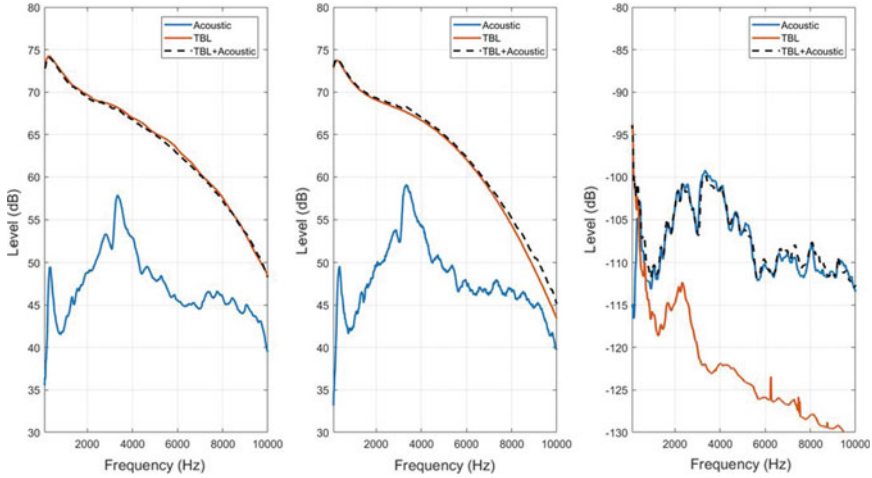 80
75
70
65
60
55
50
45
40
35
30
Level (dB)
2000 4000 6000 8000 10000
Frequency (Hz)
Acoustic
TBL
TBL+Acoustic
80
75
70
65
60
55
50
45
40
35
30
Level (dB)
2000 4000 6000 8000 10000
Frequency (Hz)
Acoustic
TBL
TBL+Acoustic
-80
-85
-90
-95
-100
-105
-110
-115
-120
-125
-130
Level (dB)
2000 4000 6000 8000 10000
Frequency (Hz)
Acoustic
TBL
TBL+Acoustic